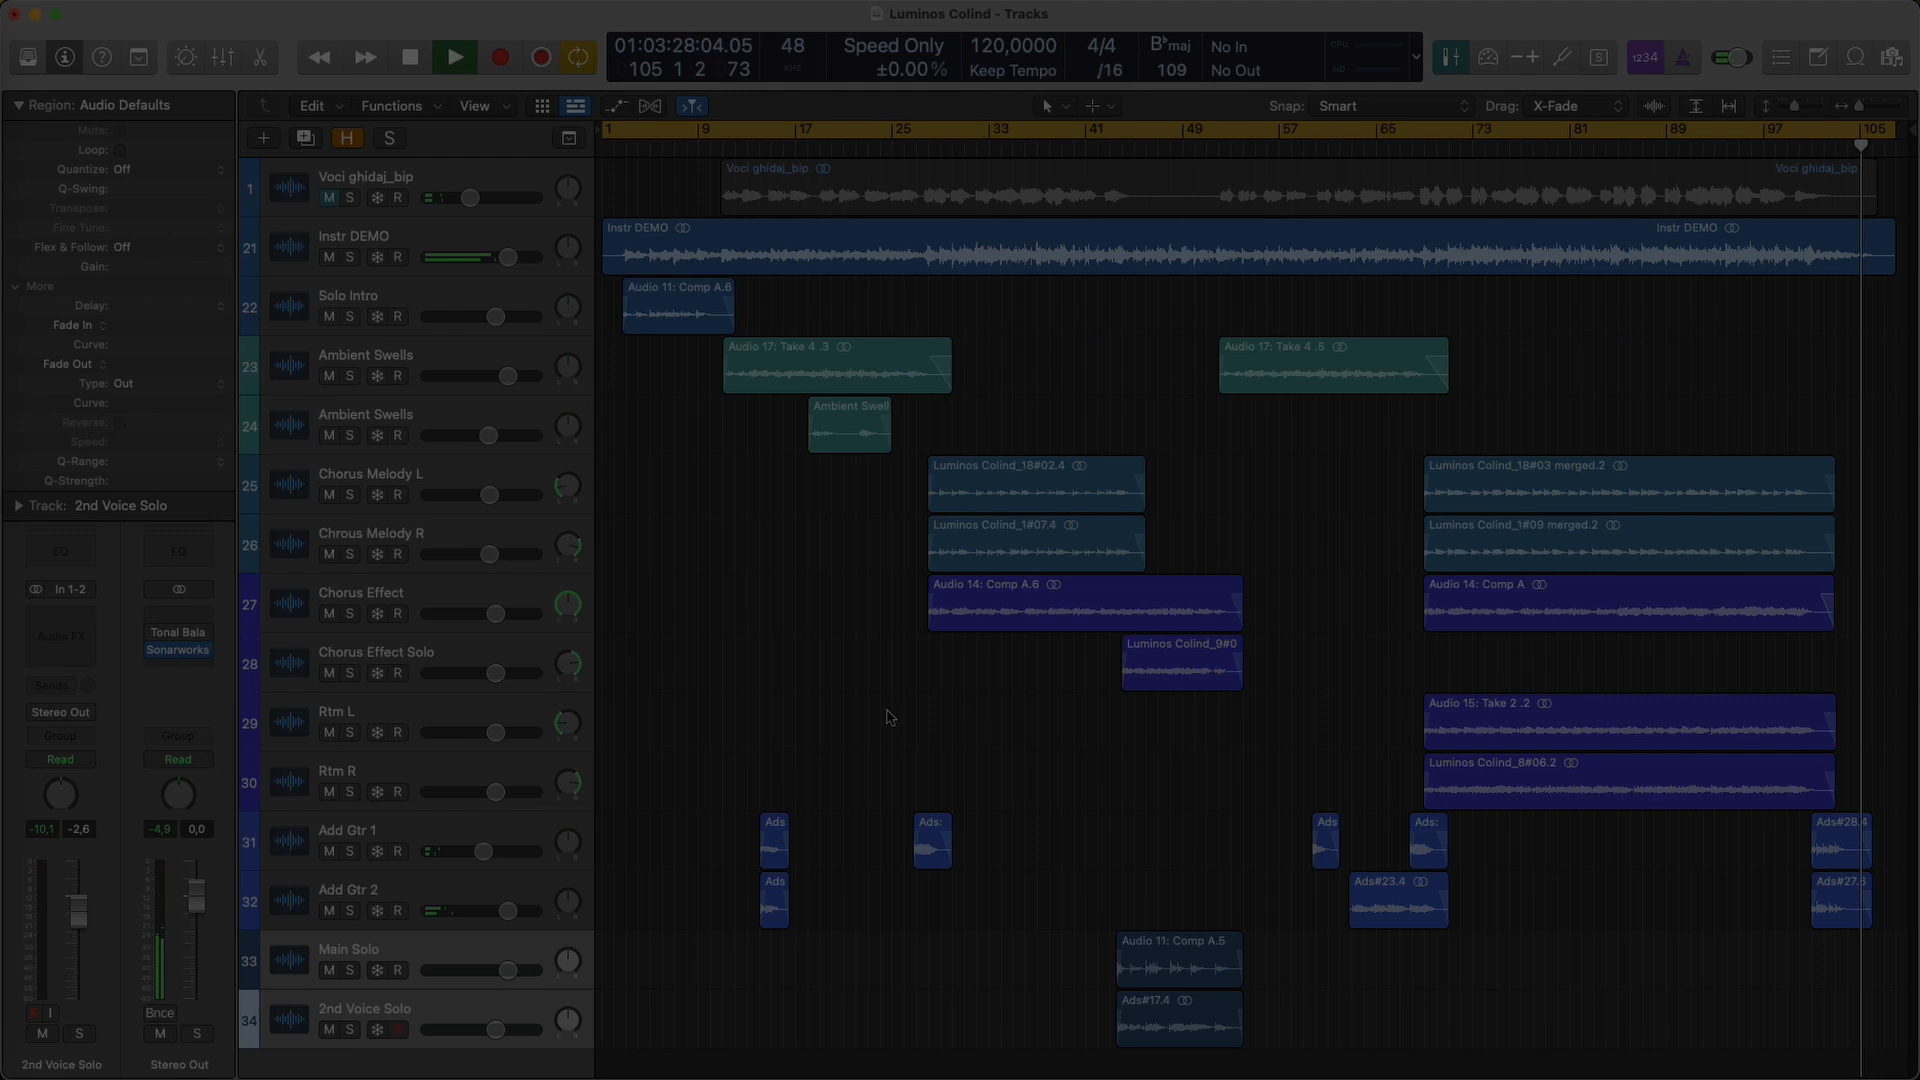 Luminos Colind - Tracks
01:03:28:04.05
105 1 2 73
48
KHZ
Speed Only
±0.00%
120,0000
Keep Tempo
4/4
/16
B♭maj
109
No In
No Out
CPU
HD
1234
Region: Audio Defaults
Mute:
Loop:
Quantize: Off
Q-Swing:
Transpose:
Fine Tune:
Flex & Follow: Off
Gain:
More
Delay:
Fade In
Curve:
Fade Out
Type: Out
Curve:
Reverse:
Speed:
Q-Range:
Q-Strength:
Track: 2nd Voice Solo
EQ EQ
In 1-2
Audio FX
Tonal Bala
Sonarworks
Sends
Stereo Out
Group Group
Read Read
-10,1 -2,6 -4,9 0,0
R I Bnce
M S M S
2nd Voice Solo Stereo Out
Edit Functions View
Snap: Smart
Drag: X-Fade
H S
1 9 17 25 33 41 49 57 65 73 81 89 97 105
1 Voci ghidaj_bip
M S R
Voci ghidaj_bip Voci ghidaj_bip
21 Instr DEMO
M S R
Instr DEMO Instr DEMO
22 Solo Intro
M S R
Audio 11: Comp A.6
23 Ambient Swells
M S R
Audio 17: Take 4 .3 Audio 17: Take 4 .5
24 Ambient Swells
M S R
Ambient Swell
25 Chorus Melody L
M S R
Luminos Colind_18#02.4 Luminos Colind_18#03 merged.2
26 Chrous Melody R
M S R
Luminos Colind_1#07.4 Luminos Colind_1#09 merged.2
27 Chorus Effect
M S R
Audio 14: Comp A.6 Audio 14: Comp A
28 Chorus Effect Solo
M S R
Luminos Colind_9#0
29 Rtm L
M S R
Audio 15: Take 2 .2
30 Rtm R
M S R
Luminos Colind_8#06.2
31 Add Gtr 1
M S R
Ads Ads: Ads Ads: Ads#28.4
32 Add Gtr 2
M S R
Ads Ads#23.4 Ads#27.6
33 Main Solo
M S R
Audio 11: Comp A.5
34 2nd Voice Solo
M S R
Ads#17.4